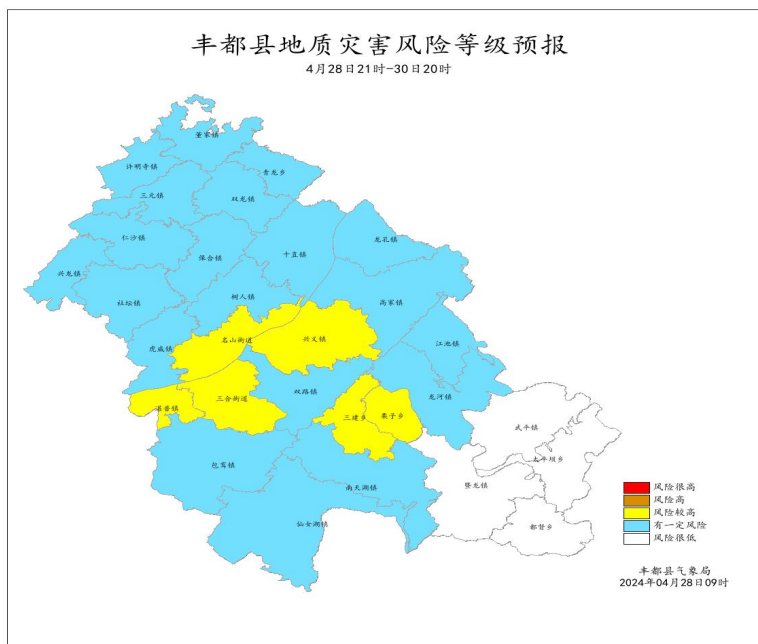 丰都县地质灾害风险等级预报
4月28日21时-30日20时
董家镇
许明寺镇
青龙乡
三元镇
双龙镇
仁沙镇
龙孔镇
保合镇
十直镇
兴龙镇
社坛镇
树人镇
高家镇
虎威镇
名山街道
兴义镇
江池镇
双路镇
龙河镇
湛普镇
三合街道
三建乡
栗子乡
武平镇
太平坝乡
包鸾镇
南天湖镇
暨龙镇
仙女湖镇
都督乡
风险很高
风险高
风险较高
有一定风险
风险很低
丰都县气象局
2024年04月28日09时